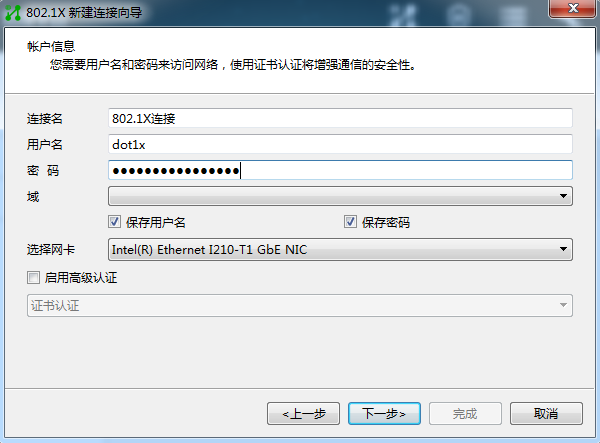 802.1X 新建连接向导
帐户信息
您需要用户名和密码来访问网络，使用证书认证将增强通信的安全性。
连接名 802.1X连接
用户名 dot1x
密 码 ●●●●●●●●●●●●●●●●
域
保存用户名 保存密码
选择网卡 Intel(R) Ethernet I210-T1 GbE NIC
启用高级认证
证书认证
<上一步 下一步> 完成 取消